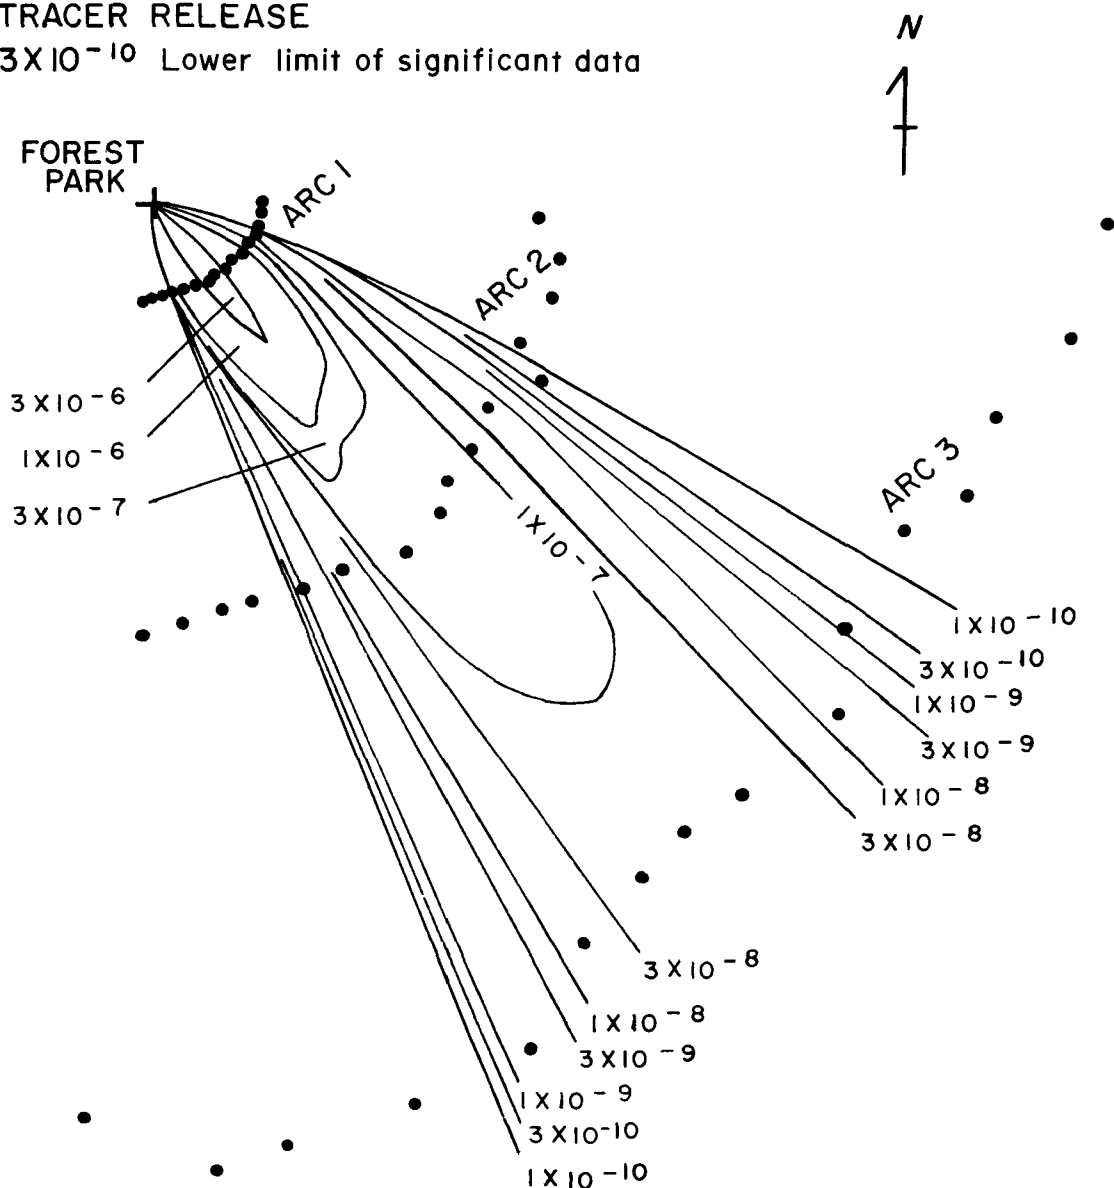 TRACER RELEASE
3X10⁻¹⁰ Lower limit of significant data
N
FOREST
PARK
ARC 1
ARC 2
ARC 3
3X10⁻⁶
1X10⁻⁶
3X10⁻⁷
1X10⁻⁷
1X10⁻¹⁰
3X10⁻¹⁰
1X10⁻⁹
3X10⁻⁹
1X10⁻⁸
3X10⁻⁸
3X10⁻⁸
1X10⁻⁸
3X10⁻⁹
1X10⁻⁹
3X10⁻¹⁰
1X10⁻¹⁰